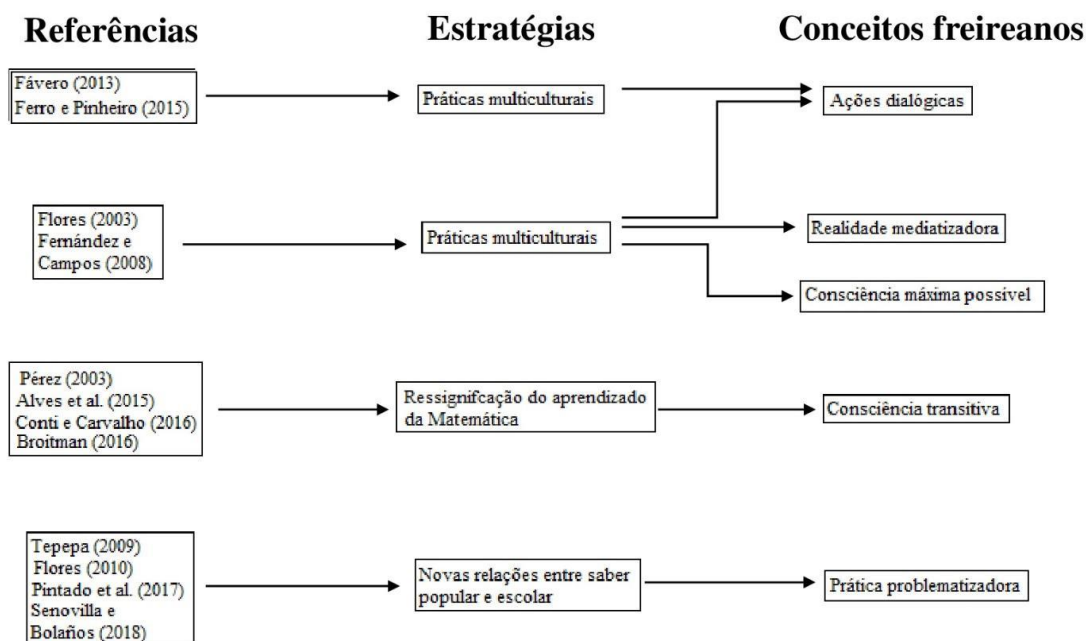 Referências Estratégias Conceitos freireanos
Fávero (2013)
Ferro e Pinheiro (2015)
Práticas multiculturais
Ações dialógicas
Flores (2003)
Fernández e
Campos (2008)
Práticas multiculturais
Realidade mediatizadora
Consciência máxima possível
Pérez (2003)
Alves et al. (2015)
Conti e Carvalho (2016)
Broitman (2016)
Ressignifcação do aprendizado
da Matemática
Consciência transitiva
Tepepa (2009)
Flores (2010)
Pintado et al. (2017)
Senovilla e
Bolaños (2018)
Novas relações entre saber
popular e escolar
Prática problematizadora